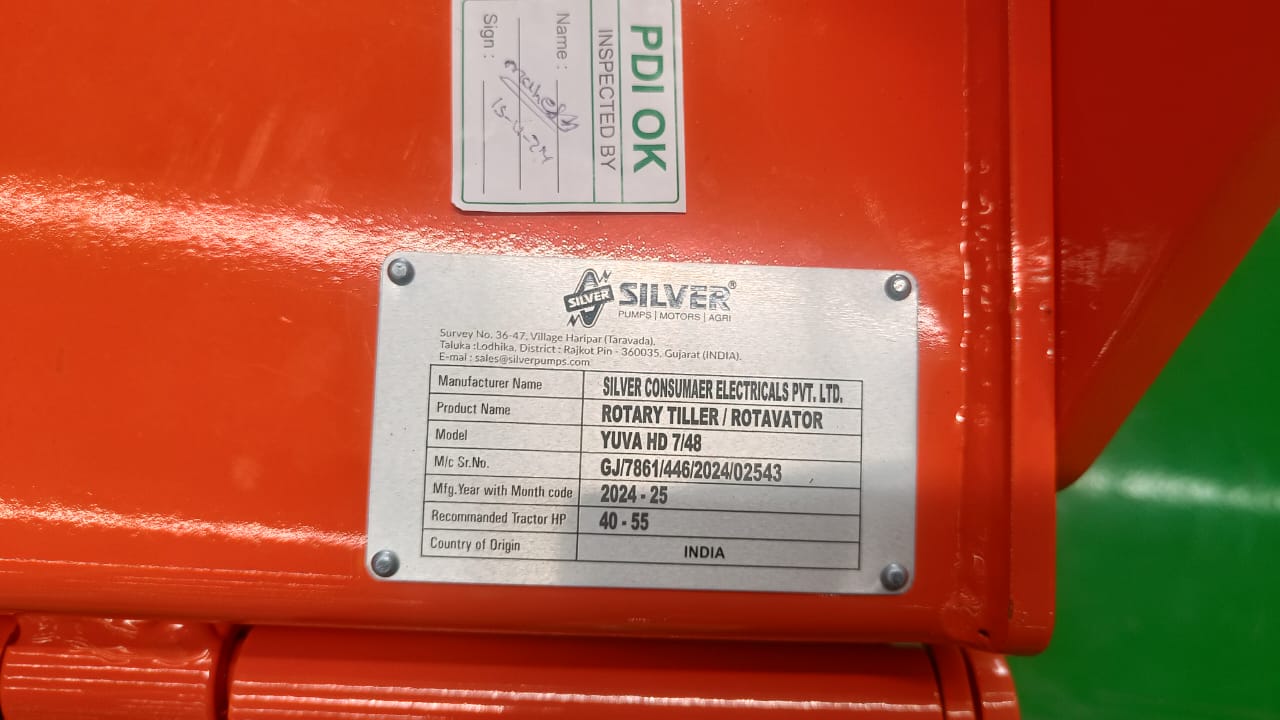 PDI OK
INSPECTED BY
Name :
mahesh
15-4-24
Sign :
SILVER
SILVER®
PUMPS | MOTORS | AGRI
Survey No. 36-47, Village Haripar (Taravada),
Taluka :Lodhika, District : Rajkot Pin - 360035, Gujarat (INDIA).
E-mal : sales@silverpumps.com
Manufacturer Name SILVER CONSUMAER ELECTRICALS PVT. LTD.
Product Name ROTARY TILLER / ROTAVATOR
Model YUVA HD 7/48
M/c Sr.No. GJ/7861/446/2024/02543
Mfg.Year with Month code 2024 - 25
Recommanded Tractor HP 40 - 55
Country of Origin INDIA